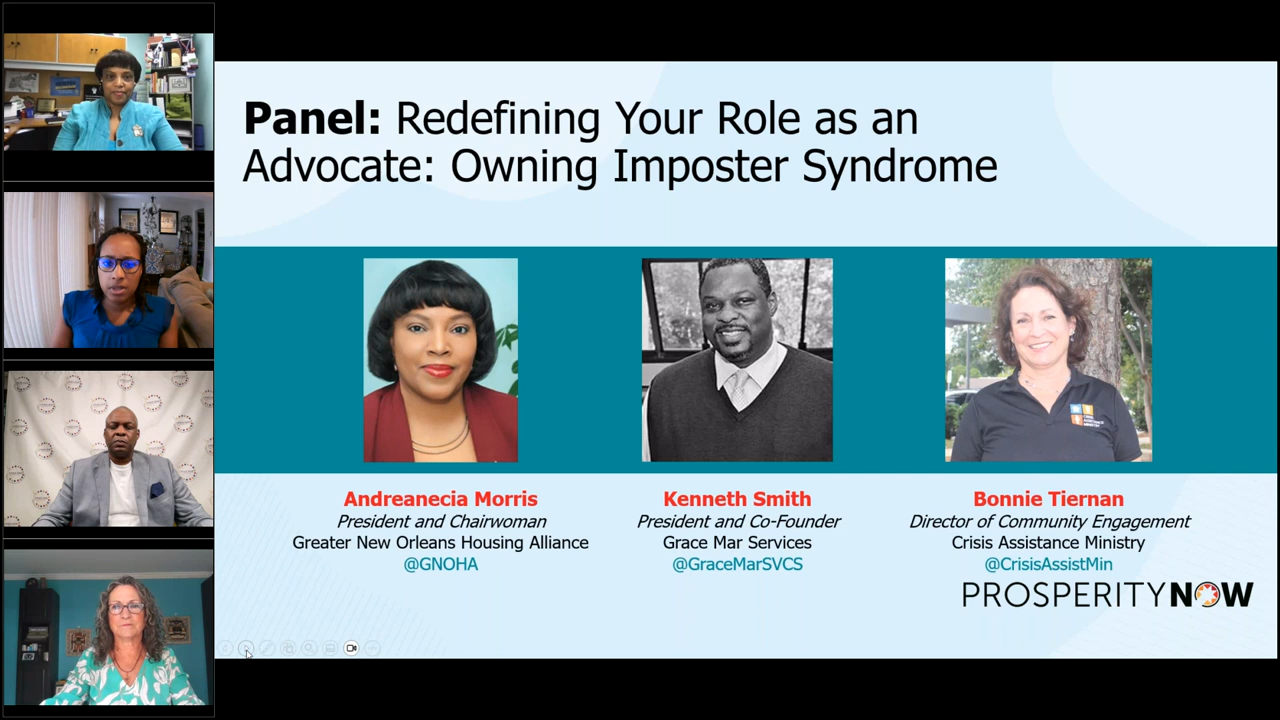 Panel: Redefining Your Role as an
Advocate: Owning Imposter Syndrome
Andreanecia Morris
President and Chairwoman
Greater New Orleans Housing Alliance
@GNOHA
Kenneth Smith
President and Co-Founder
Grace Mar Services
@GraceMarSVCS
Bonnie Tiernan
Director of Community Engagement
Crisis Assistance Ministry
@CrisisAssistMin
PROSPERITY NOW